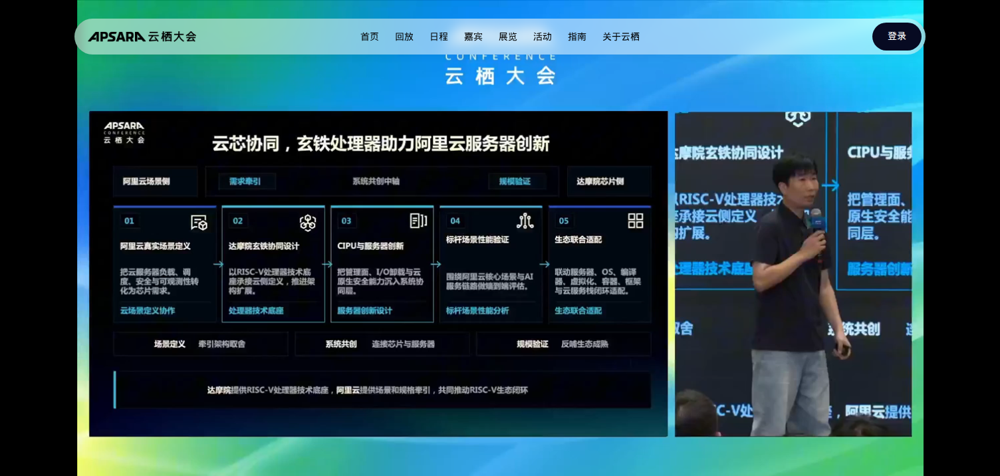 APSARA 云栖大会
首页 回放 日程 嘉宾 展览 活动 指南 关于云栖
登录
CONFERENCE
云栖大会
APSARA
CONFERENCE
云栖大会
云芯协同，玄铁处理器助力阿里云服务器创新
阿里云场景侧
需求牵引
系统共创中轴
规模验证
达摩院芯片侧
01
阿里云真实场景定义
把云服务器负载、调
度、安全与可观测性转
化为芯片需求。
云场景定义协作
02
达摩院玄铁协同设计
以RISC-V处理器技术底
座承接云侧定义，推进架
构扩展。
处理器技术底座
03
CIPU与服务器创新
把管理面、I/O卸载与云
原生安全能力沉入系统协
同层。
服务器创新设计
04
标杆场景性能验证
围绕阿里云核心场景与AI
服务链路做端到端评估。
标杆场景性能分析
05
生态联合适配
联动服务器、OS、编译
器、虚拟化、容器、框架
与云服务栈闭环适配。
生态联合适配
场景定义 牵引架构取舍
系统共创 连接芯片与服务器
规模验证 反哺生态成熟
达摩院提供RISC-V处理器技术底座，阿里云提供场景和规格牵引，共同推动RISC-V生态闭环
达摩院玄铁协同设计
RISC-V处理器技
座承接云侧定义
构扩展。
处理器技术底
CIPU与服务
把管理面、
原生安全能
同层。
服务器创新
取舍
系统共创
C-V处
，阿里云提供